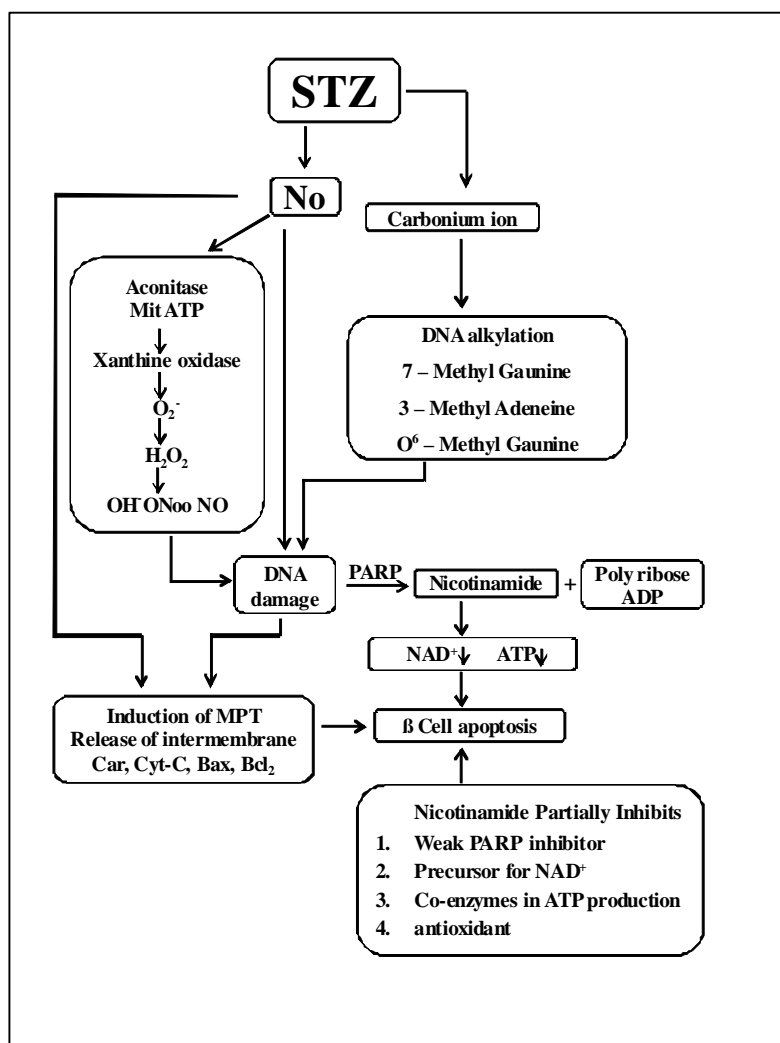 STZ
No
Carbonium ion
Aconitase
Mit ATP
Xanthine oxidase
O₂⁻
H₂O₂
OH⁻ ONoo NO
DNA alkylation
7 – Methyl Gaunine
3 – Methyl Adeneine
O⁶ – Methyl Gaunine
DNA
damage
PARP
Nicotinamide
+
Poly ribose
ADP
NAD⁺↓ ATP↓
Induction of MPT
Release of intermembrane
Car, Cyt-C, Bax, Bcl₂
ß Cell apoptosis
Nicotinamide Partially Inhibits
1. Weak PARP inhibitor
2. Precursor for NAD⁺
3. Co-enzymes in ATP production
4. antioxidant